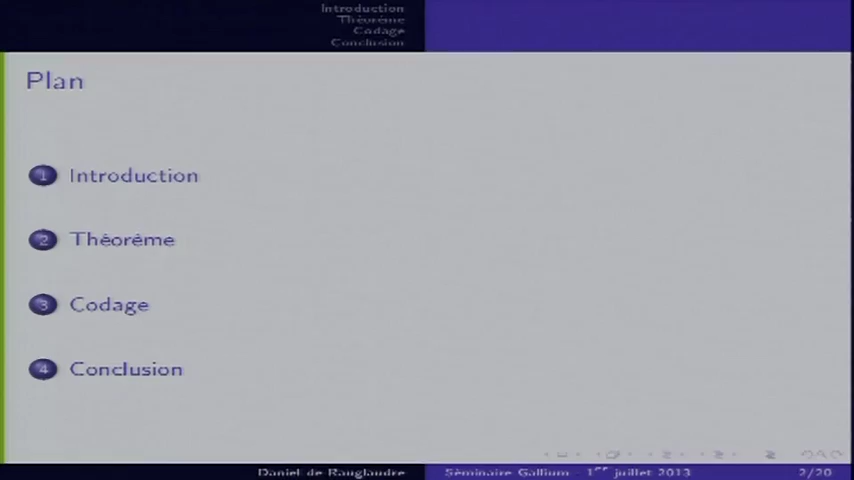 Introduction
Théorème
Codage
Conclusion
Plan
1 Introduction
2 Théorème
3 Codage
4 Conclusion
Daniel de Rauglaudre Séminaire Gallium - 1er juillet 2013 2/20